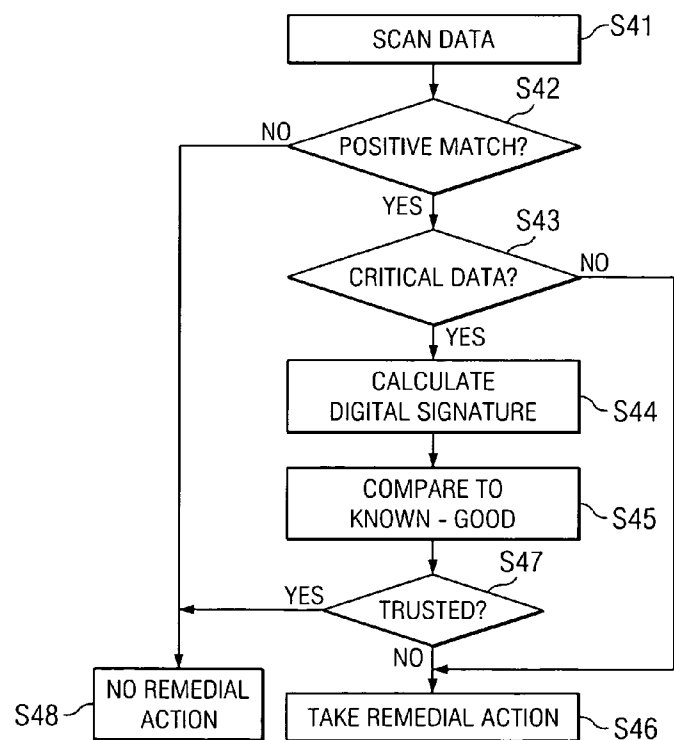 SCAN DATA
S41
S42
NO
POSITIVE MATCH?
YES
S43
CRITICAL DATA?
NO
YES
CALCULATE
DIGITAL SIGNATURE
S44
COMPARE TO
KNOWN - GOOD
S45
S47
YES
TRUSTED?
NO
S48
NO REMEDIAL
ACTION
TAKE REMEDIAL ACTION
S46